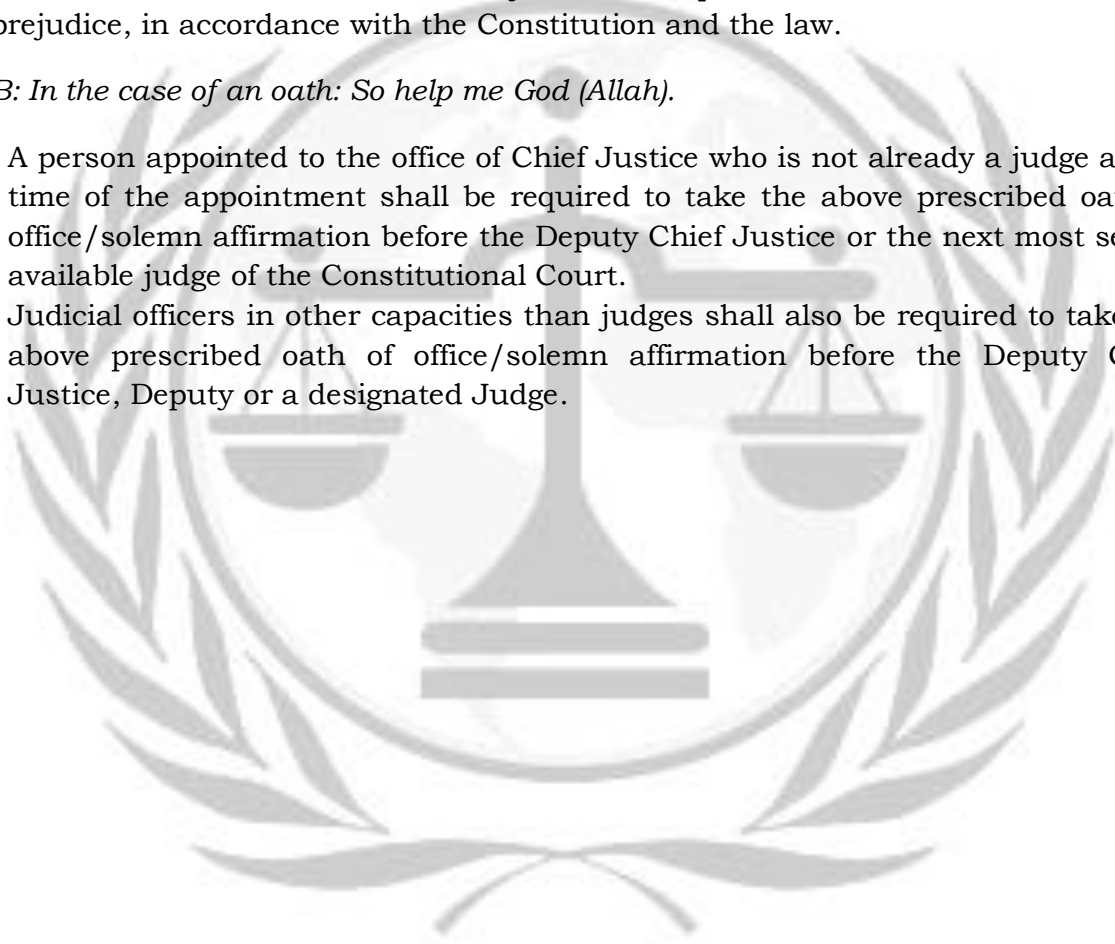 prejudice, in accordance with the Constitution and the law.
B: In the case of an oath: So help me God (Allah).
A person appointed to the office of Chief Justice who is not already a judge a
time of the appointment shall be required to take the above prescribed oa
office/solemn affirmation before the Deputy Chief Justice or the next most se
available judge of the Constitutional Court.
Judicial officers in other capacities than judges shall also be required to take
above prescribed oath of office/solemn affirmation before the Deputy C
Justice, Deputy or a designated Judge.